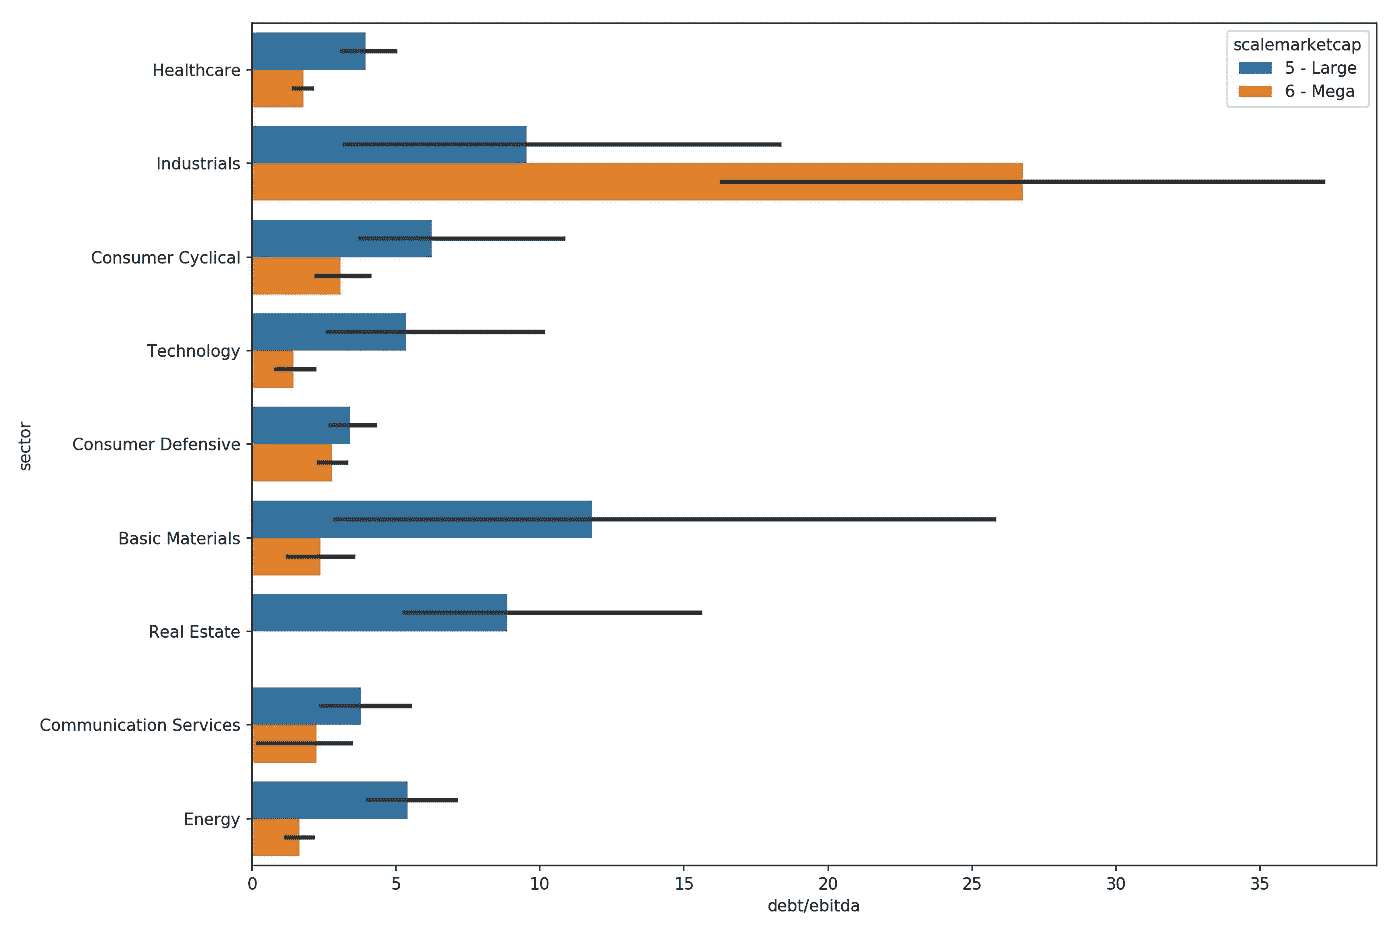 scalemarketcap
5 - Large
6 - Mega
sector
Healthcare
Industrials
Consumer Cyclical
Technology
Consumer Defensive
Basic Materials
Real Estate
Communication Services
Energy
0 5 10 15 20 25 30 35
debt/ebitda